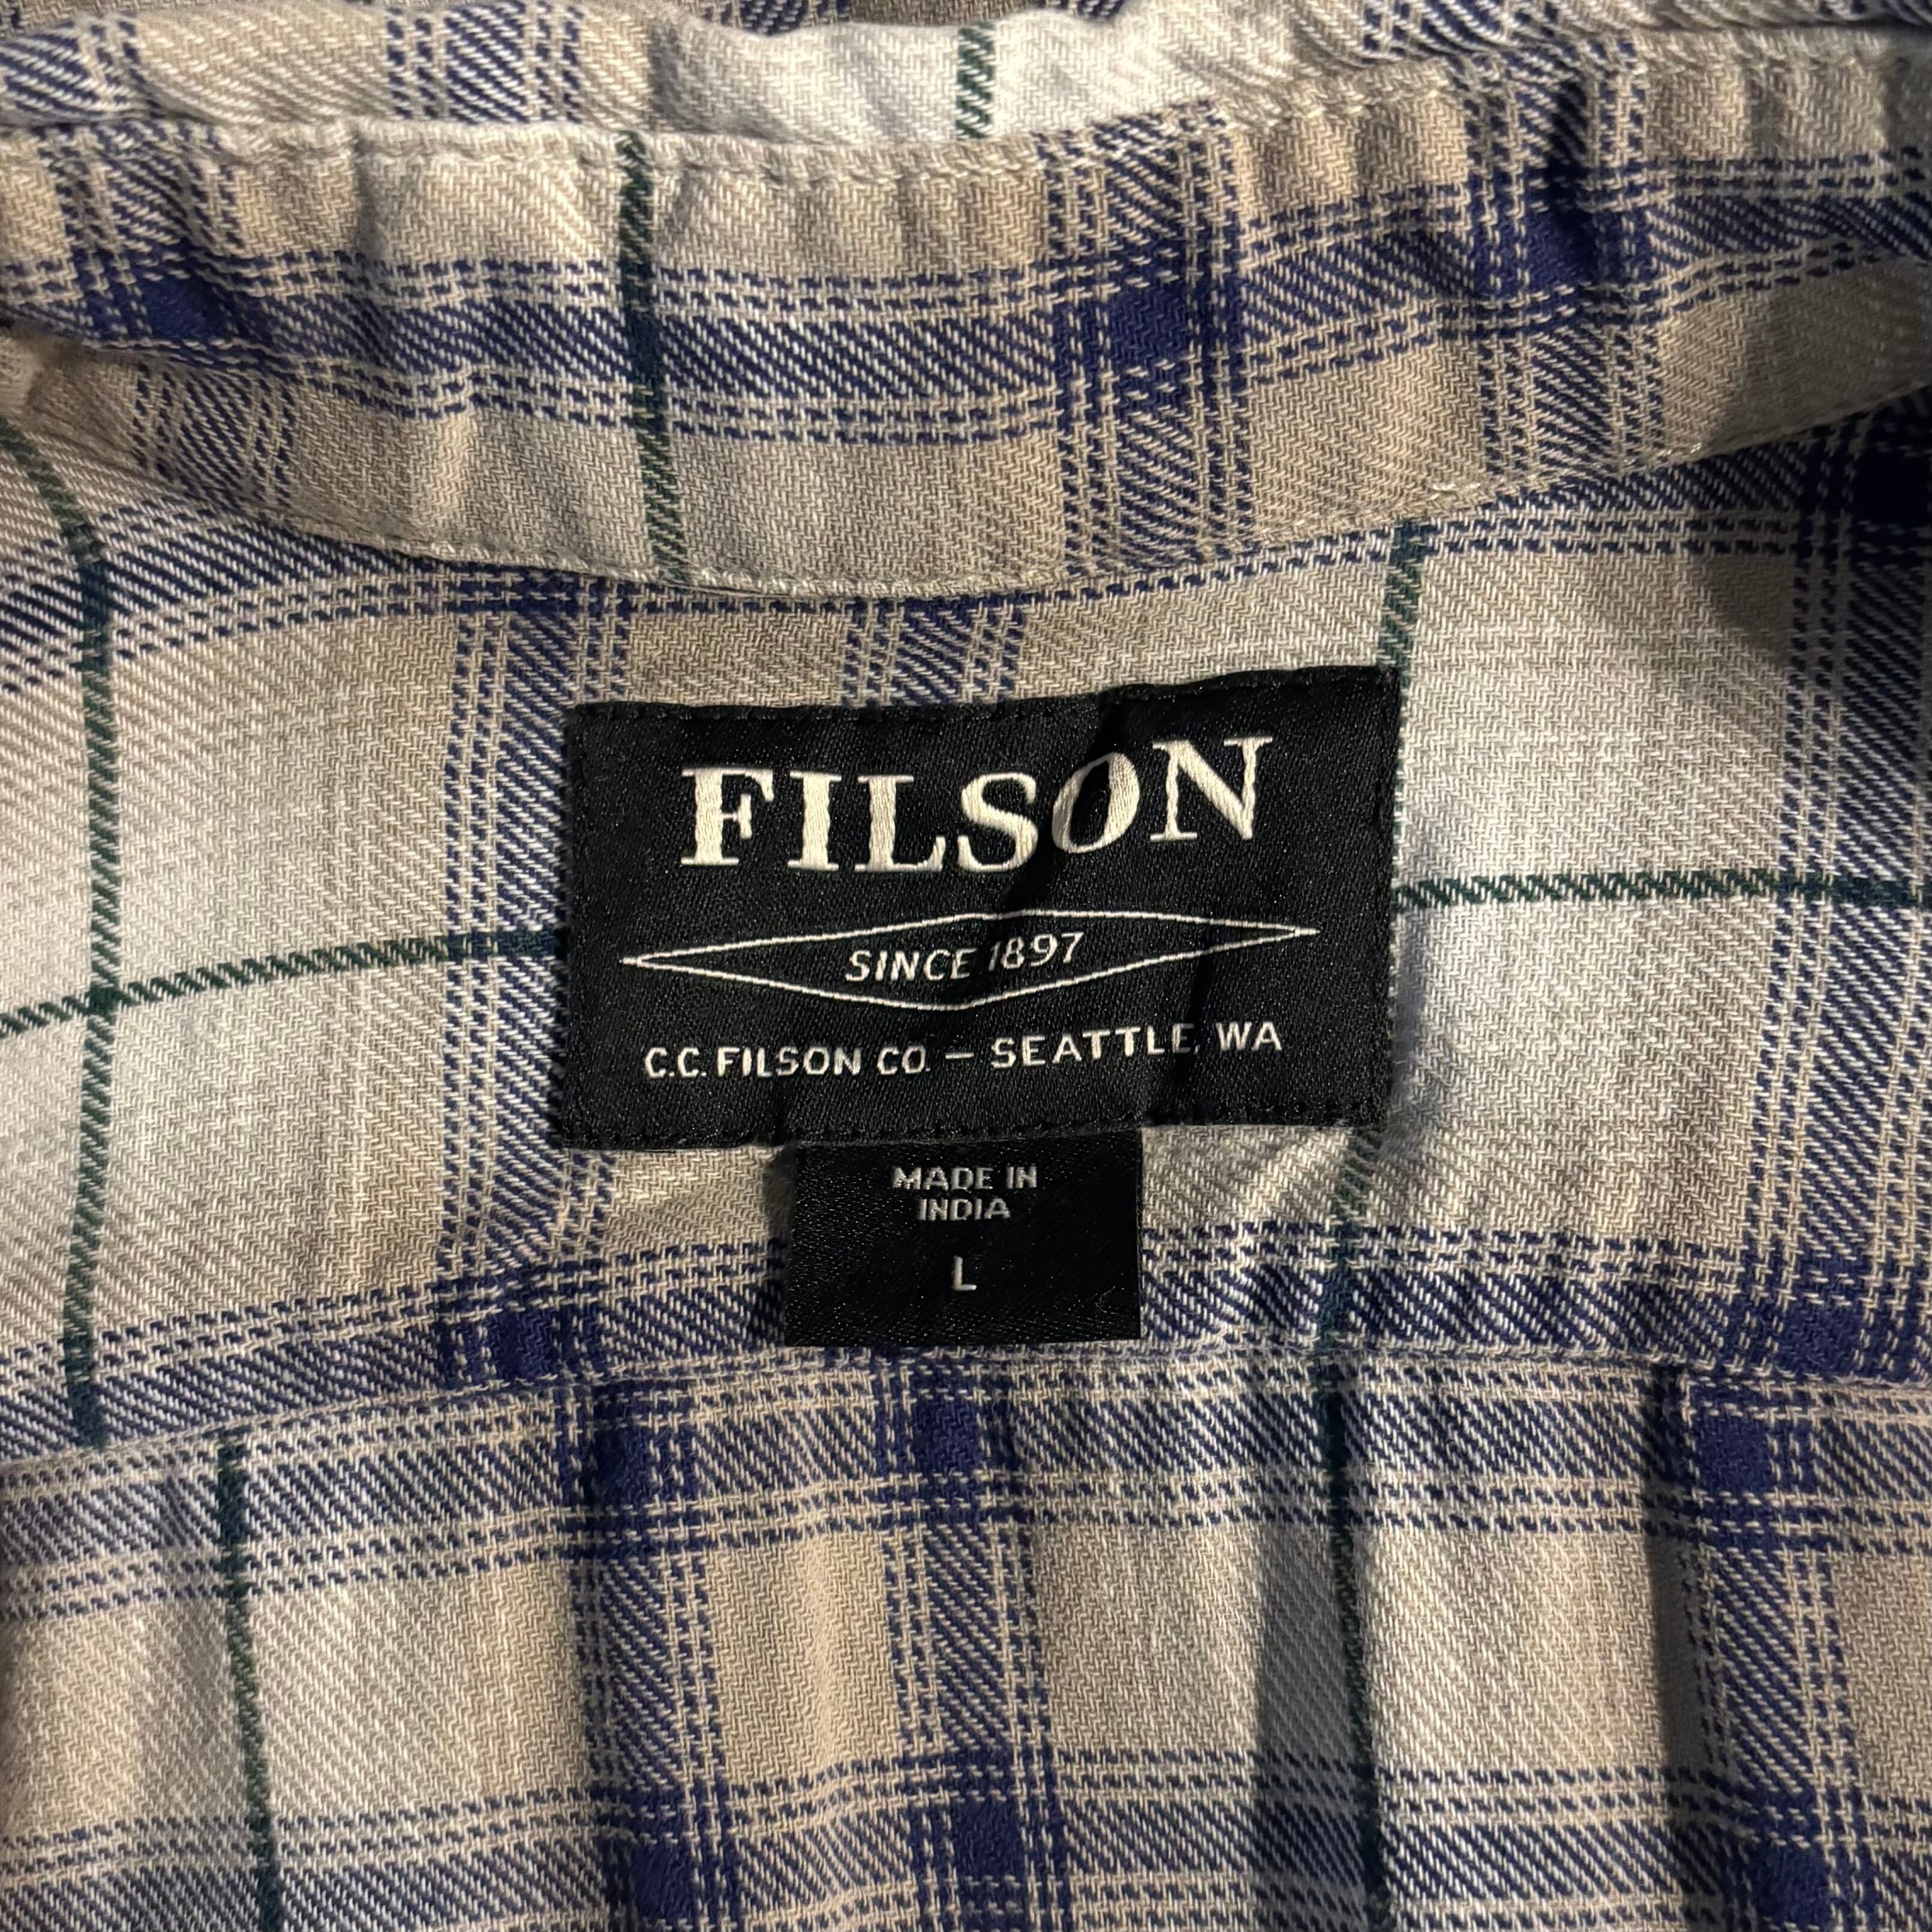 FILSON
SINCE 1897
C.C. FILSON CO. – SEATTLE, WA
MADE IN
INDIA
L